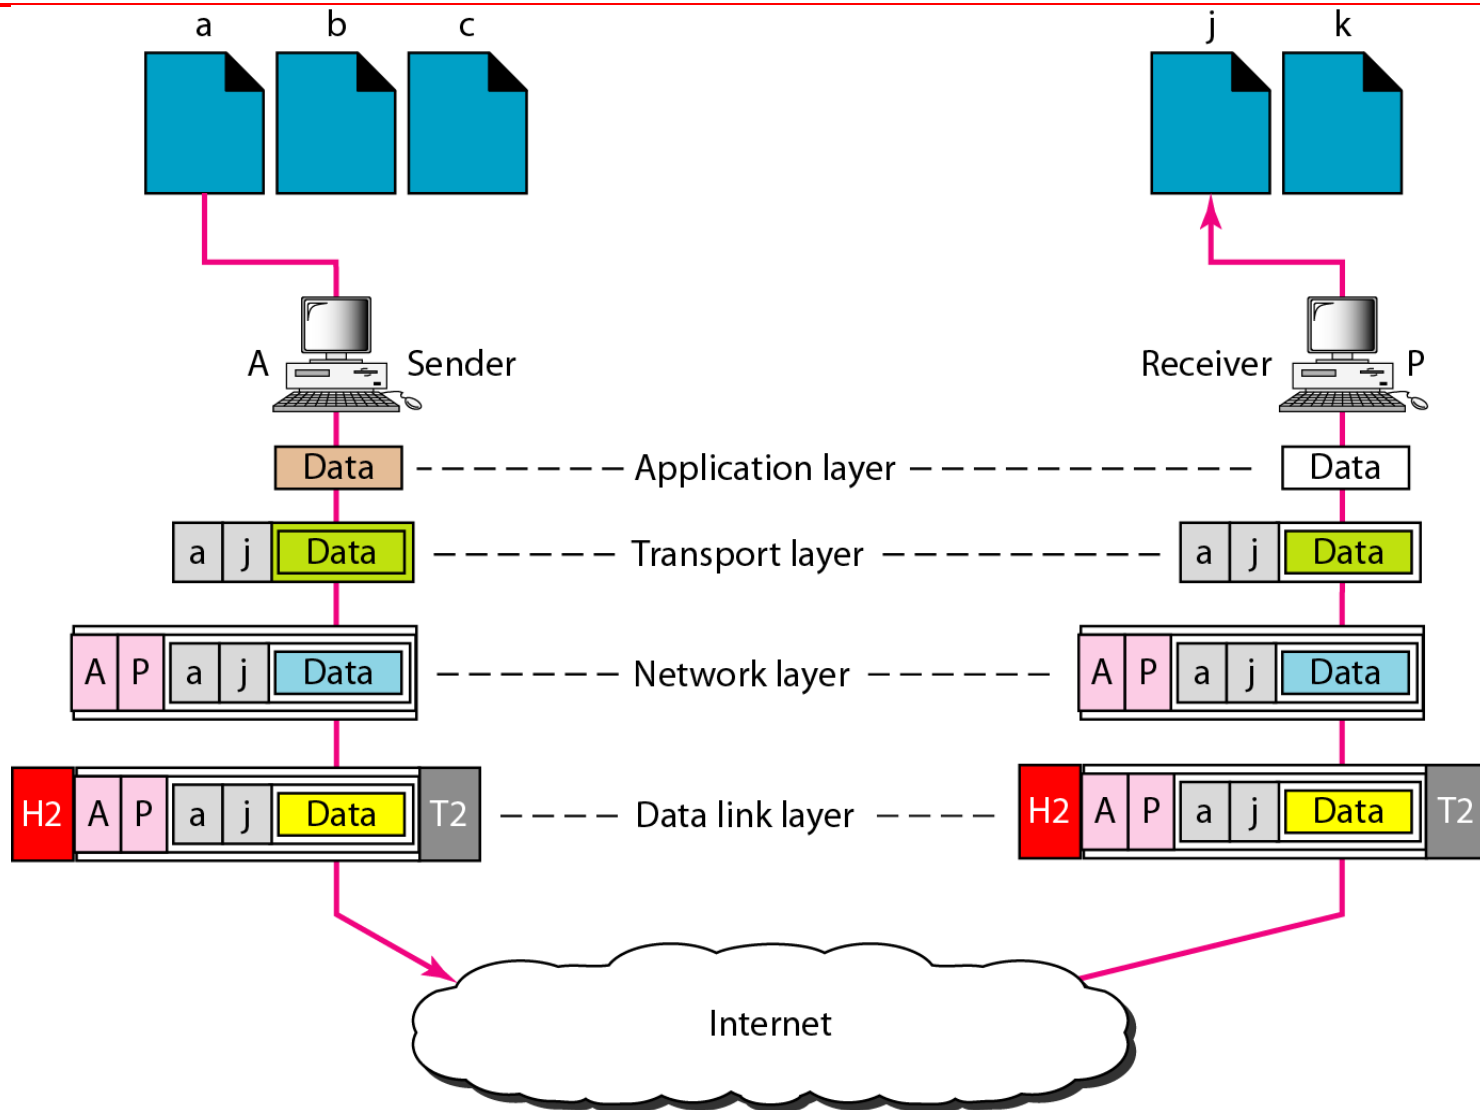 a b c j k
A Sender Receiver P
Data Application layer Data
a j Data Transport layer a j Data
A P a j Data Network layer A P a j Data
H2 A P a j Data T2 Data link layer H2 A P a j Data T2
Internet